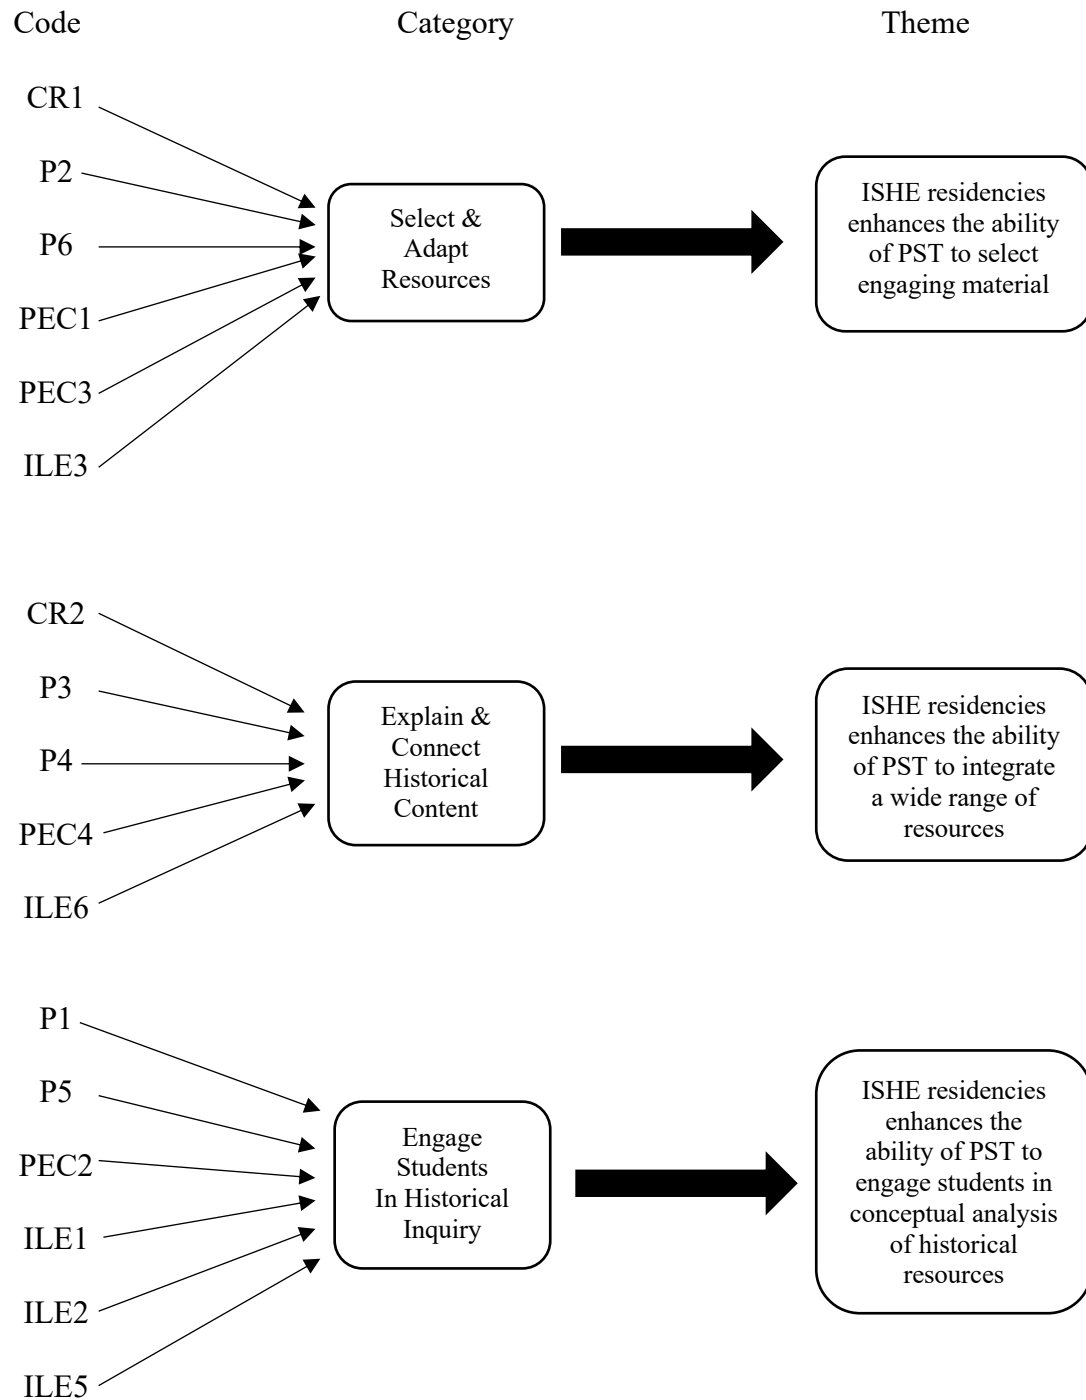 Code
Category
Theme
CR1
P2
P6
PEC1
PEC3
ILE3
Select &
Adapt
Resources
ISHE residencies
enhances the ability
of PST to select
engaging material
CR2
P3
P4
PEC4
ILE6
Explain &
Connect
Historical
Content
ISHE residencies
enhances the ability
of PST to integrate
a wide range of
resources
P1
P5
PEC2
ILE1
ILE2
ILE5
Engage
Students
In Historical
Inquiry
ISHE residencies
enhances the
ability of PST to
engage students in
conceptual analysis
of historical
resources